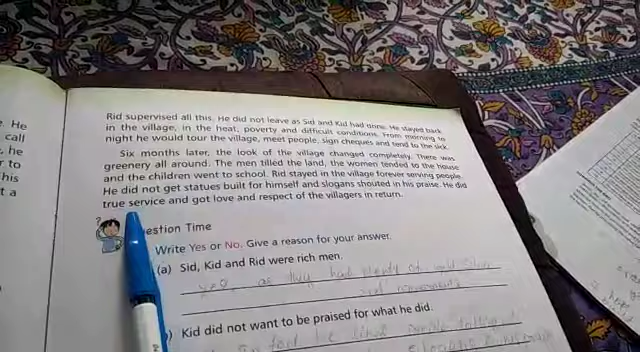 . He
call
, he
r to
his
t a
Rid supervised all this. He did not leave as Sid and Kid had done. He stayed back
in the village, in the heat, poverty and difficult conditions. From morning to
night he would tour the village, meet people, sign cheques and tend to the sick.
Six months later, the look of the village changed completely. There was
greenery all around. The men tilled the land, the women tended to the house
and the children went to school. Rid stayed in the village forever serving people.
He did not get statues built for himself and slogans shouted in his praise. He did
true service and got love and respect of the villagers in return.
estion Time
Write Yes or No. Give a reason for your answer.
(a) Sid, Kid and Rid were rich men.
yes, as they had plenty of gold
and
) Kid did not want to be praised for what he did.
he liked